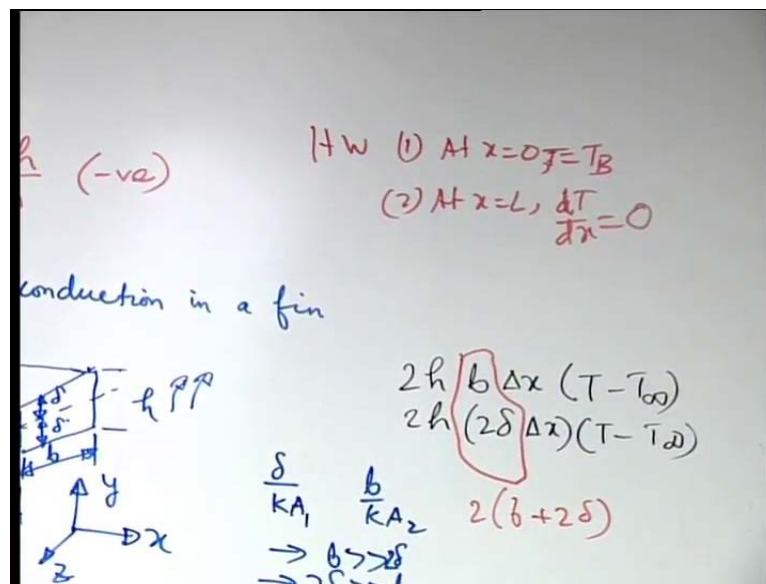 h (-ve)
HW (1) At x=0, T=T_B
(2) At x=L, dT/dx=0
conduction in a fin
δ
δ
b
h
y
x
z
2h b Δx (T-T∞)
2h (2δ Δx)(T-T∞)
2(b+2δ)
δ/KA₁ b/KA₂
→ b>>2δ